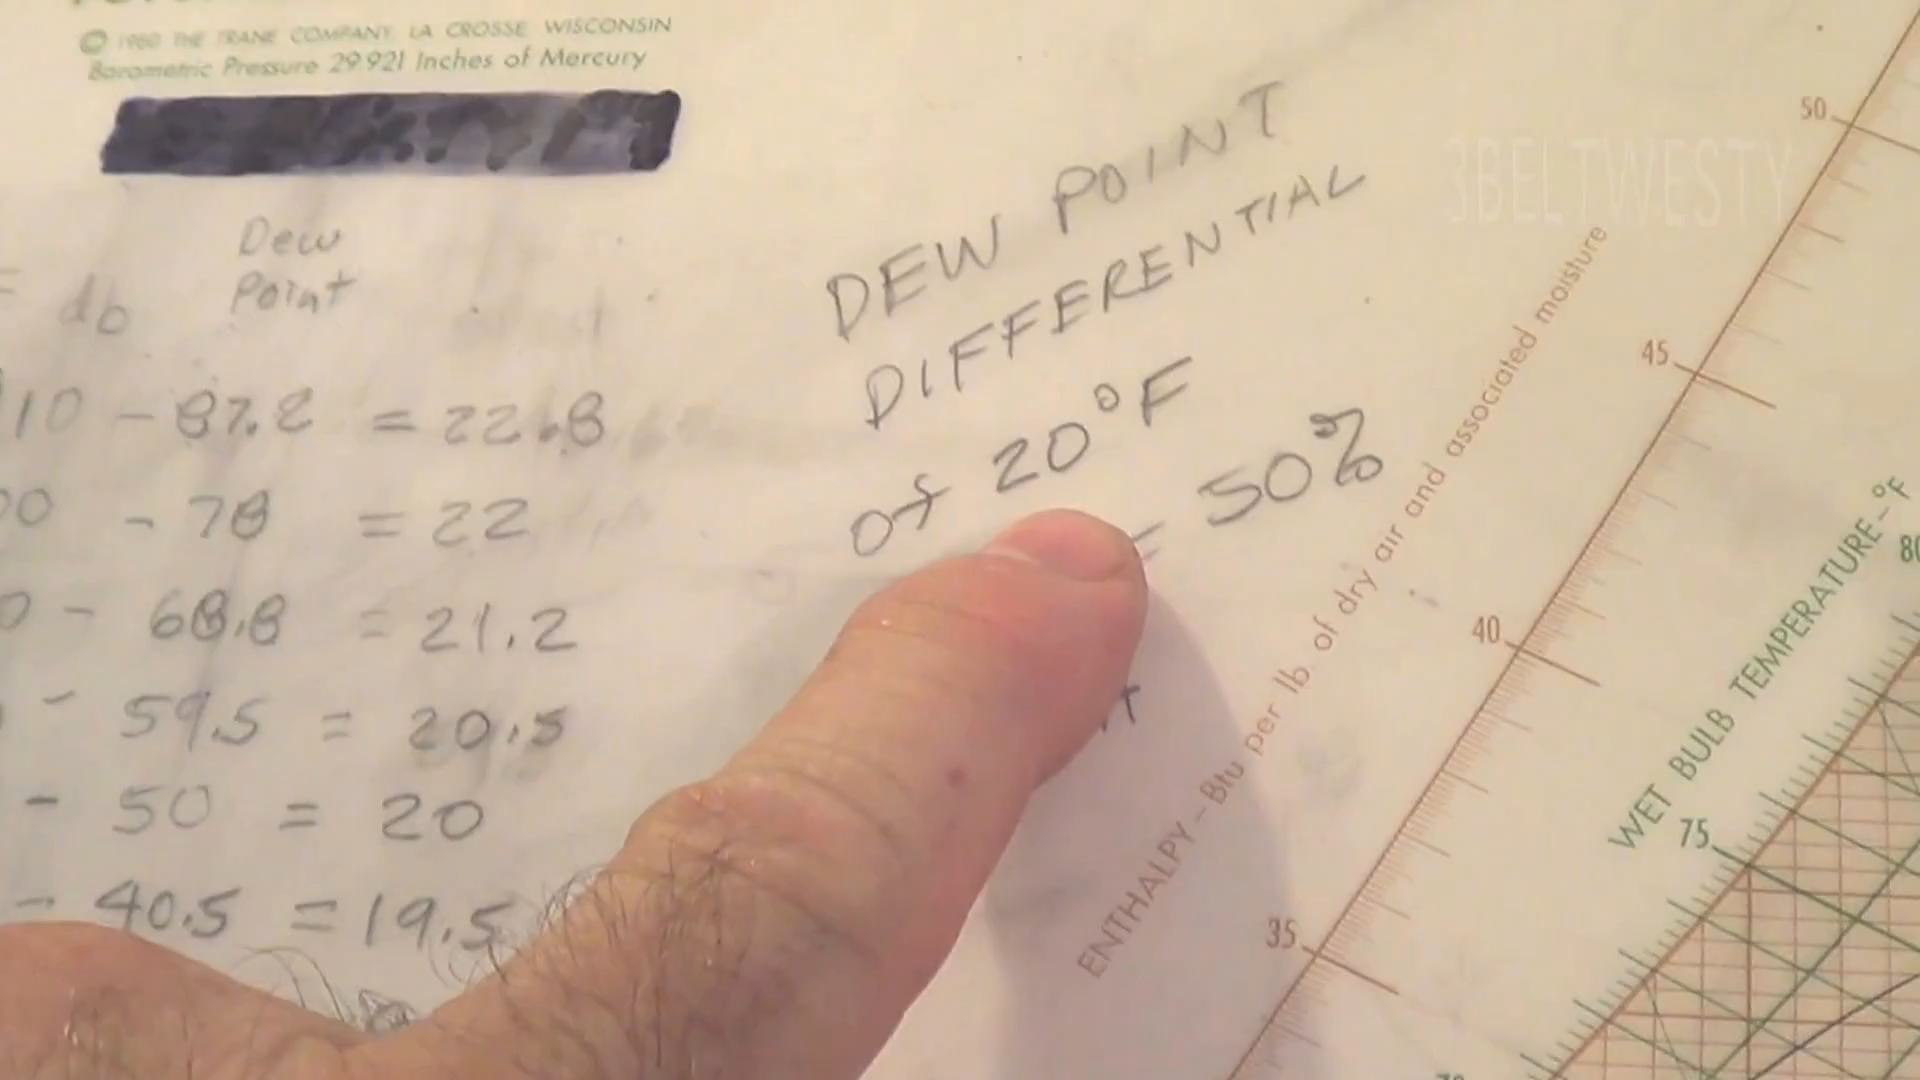 © 1960 THE TRANE COMPANY, LA CROSSE, WISCONSIN
Barometric Pressure 29.921 Inches of Mercury
3BELTWESTY
Dew
Point
= db
10 - 87.2 = 22.8
00 - 78 = 22
0 - 68.8 = 21.2
- 59.5 = 20.5
- 50 = 20
- 40.5 = 19.5
DEW POINT
DIFFERENTIAL
of 20°F
= 50%
ENTHALPY - Btu per lb. of dry air and associated moisture
50
45
40
35
WET BULB TEMPERATURE - °F
80
75